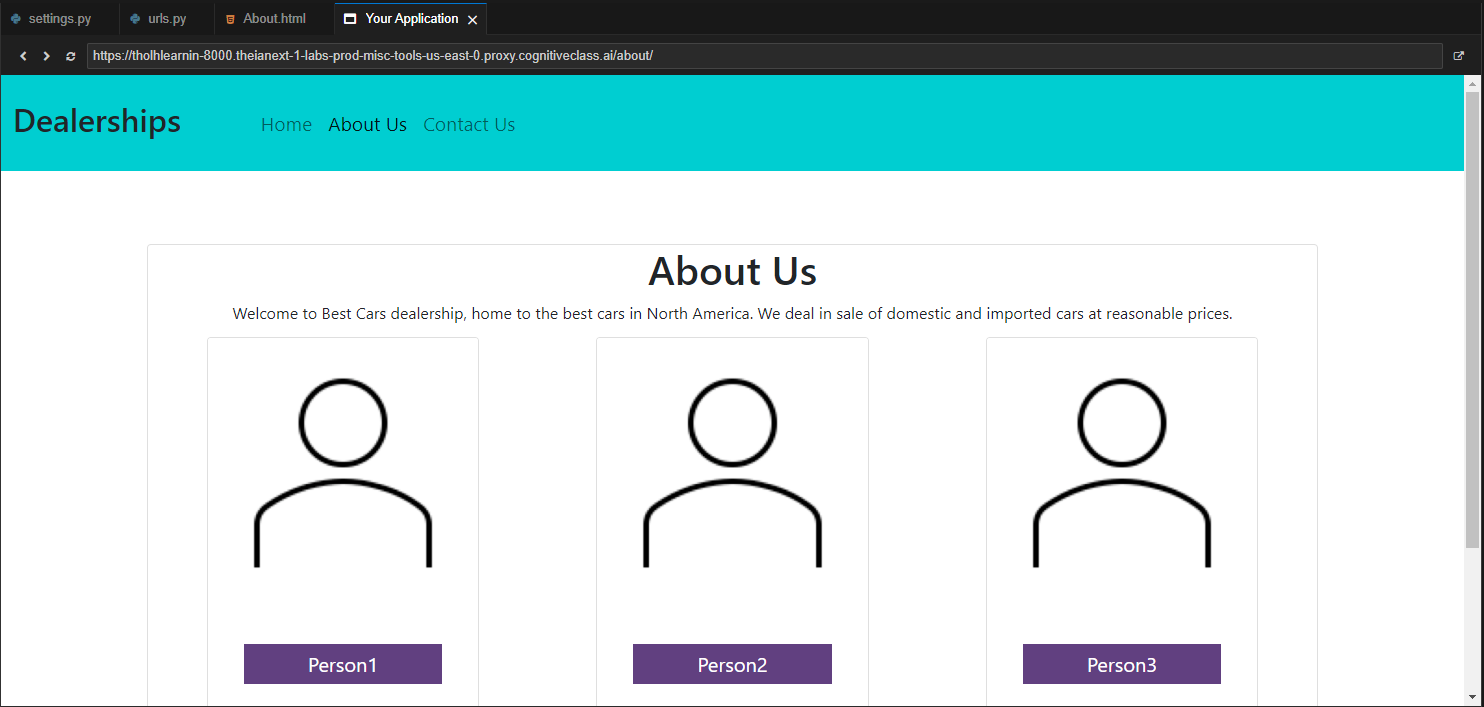 settings.py urls.py About.html Your Application
https://tholhlearnin-8000.theianext-1-labs-prod-misc-tools-us-east-0.proxy.cognitiveclass.ai/about/
Dealerships Home About Us Contact Us
About Us
Welcome to Best Cars dealership, home to the best cars in North America. We deal in sale of domestic and imported cars at reasonable prices.
Person1 Person2 Person3